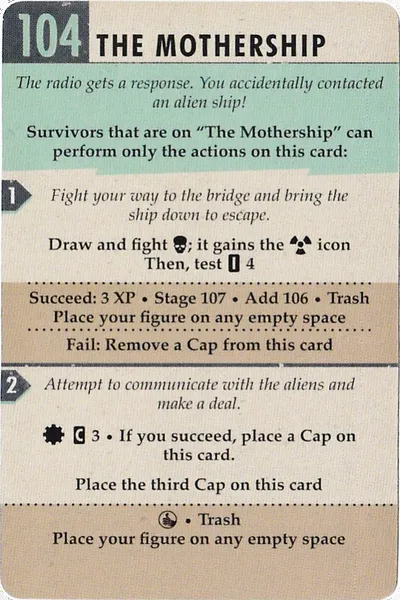 104 THE MOTHERSHIP
The radio gets a response. You accidentally contacted
an alien ship!
Survivors that are on “The Mothership” can
perform only the actions on this card:
1 Fight your way to the bridge and bring the
ship down to escape.
Draw and fight ; it gains the icon
Then, test I 4
Succeed: 3 XP • Stage 107 • Add 106 • Trash
Place your figure on any empty space
Fail: Remove a Cap from this card
2 Attempt to communicate with the aliens and
make a deal.
C 3 • If you succeed, place a Cap on
this card.
Place the third Cap on this card
• Trash
Place your figure on any empty space